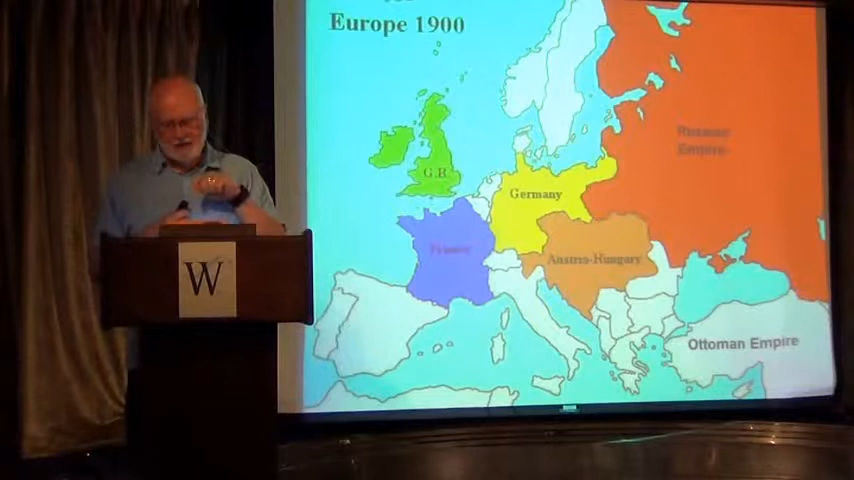 Europe 1900
Russian
Empire
G.B.
Germany
France
Austria-Hungary
Ottoman Empire
W